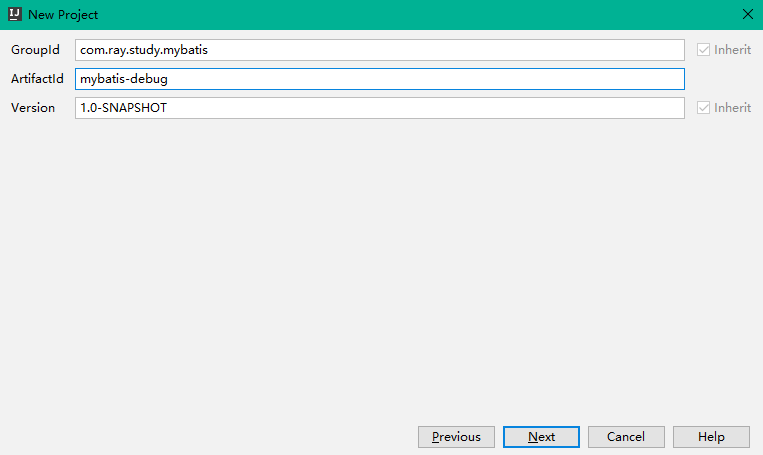 IJ New Project
GroupId com.ray.study.mybatis Inherit
ArtifactId mybatis-debug
Version 1.0-SNAPSHOT Inherit
Previous Next Cancel Help